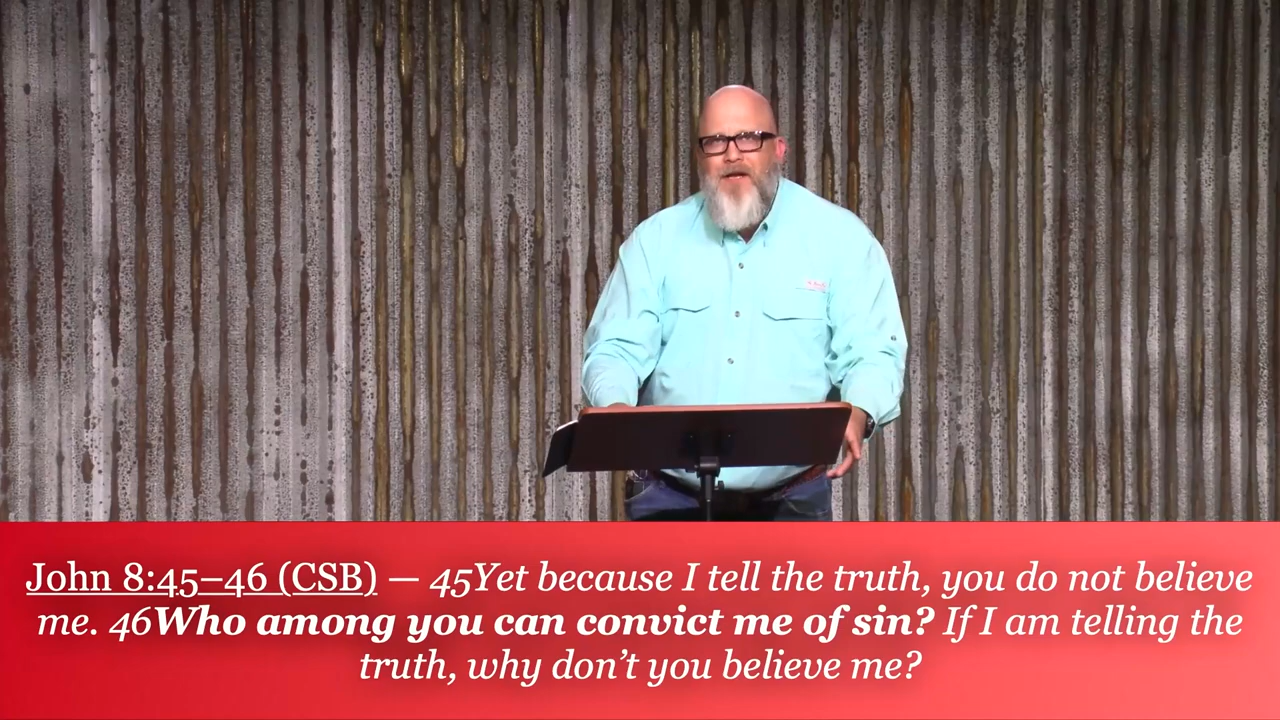 John 8:45–46 (CSB) — 45Yet because I tell the truth, you do not believe
me. 46Who among you can convict me of sin? If I am telling the
truth, why don’t you believe me?